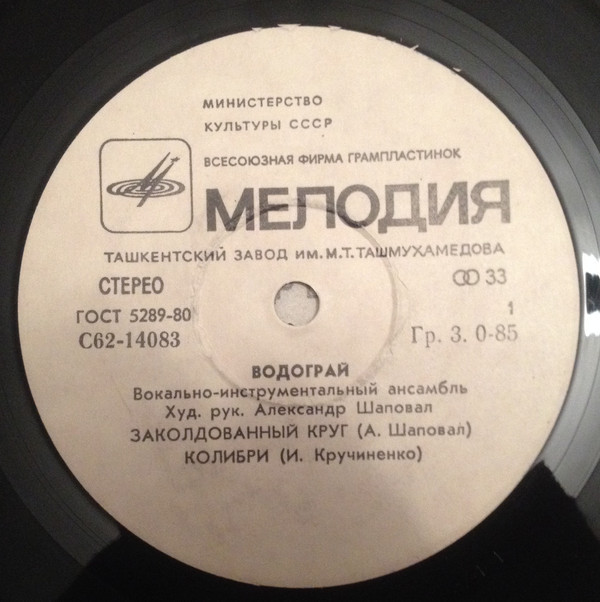 МИНИСТЕРСТВО
КУЛЬТУРЫ СССР
ВСЕСОЮЗНАЯ ФИРМА ГРАМПЛАСТИНОК
МЕЛОДИЯ
ТАШКЕНТСКИЙ ЗАВОД ИМ. М.Т. ТАШМУХАМЕДОВА
СТЕРЕО
33
ГОСТ 5289-80
1
С62-14083
Гр. 3. 0-85
ВОДОГРАЙ
Вокально-инструментальный ансамбль
Худ. рук. Александр Шаповал
ЗАКОЛДОВАННЫЙ КРУГ (А. Шаповал)
КОЛИБРИ (И. Кручиненко)